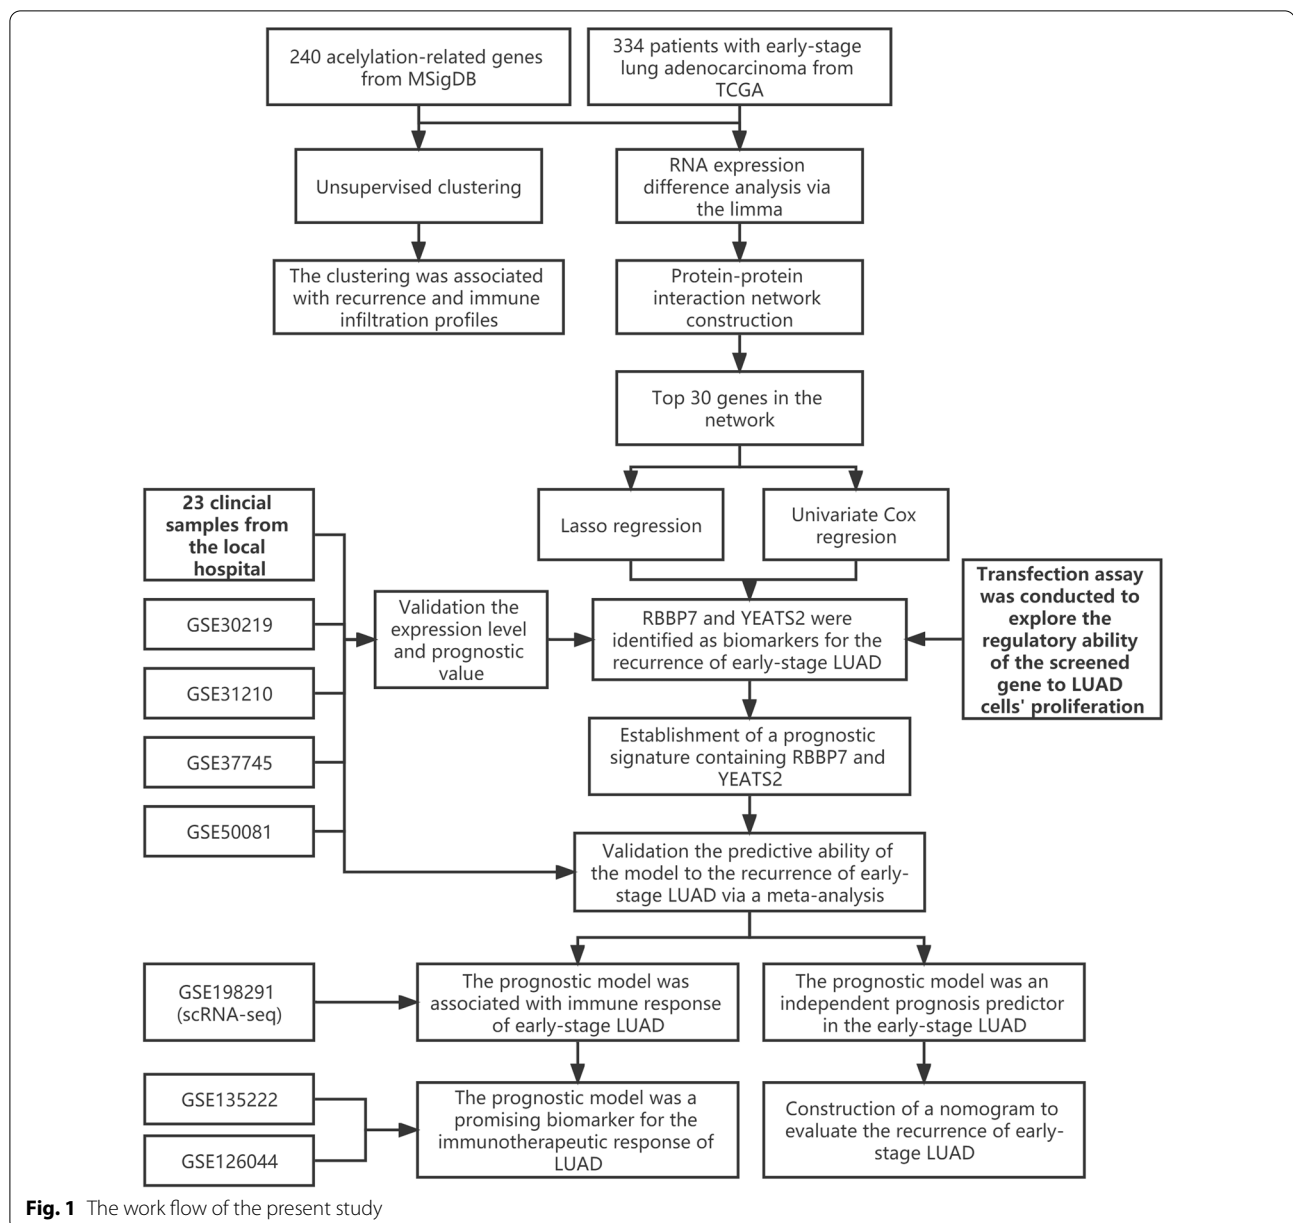 240 acelylation-related genes
from MSigDB
334 patients with early-stage
lung adenocarcinoma from
TCGA
Unsupervised clustering
RNA expression
difference analysis via
the limma
The clustering was associated
with recurrence and immune
infiltration profiles
Protein-protein
interaction network
construction
Top 30 genes in the
network
23 clincial
samples from
the local
hospital
Lasso regression
Univariate Cox
regresion
GSE30219
GSE31210
GSE37745
GSE50081
Validation the
expression level
and prognostic
value
RBBP7 and YEATS2 were
identified as biomarkers for the
recurrence of early-stage LUAD
Transfection assay
was conducted to
explore the
regulatory ability
of the screened
gene to LUAD
cells' proliferation
Establishment of a prognostic
signature containing RBBP7 and
YEATS2
Validation the predictive ability of
the model to the recurrence of early-
stage LUAD via a meta-analysis
GSE198291
(scRNA-seq)
The prognostic model was
associated with immune response
of early-stage LUAD
The prognostic model was an
independent prognosis predictor
in the early-stage LUAD
GSE135222
GSE126044
The prognostic model was a
promising biomarker for the
immunotherapeutic response of
LUAD
Construction of a nomogram to
evaluate the recurrence of early-
stage LUAD
Fig. 1 The work flow of the present study